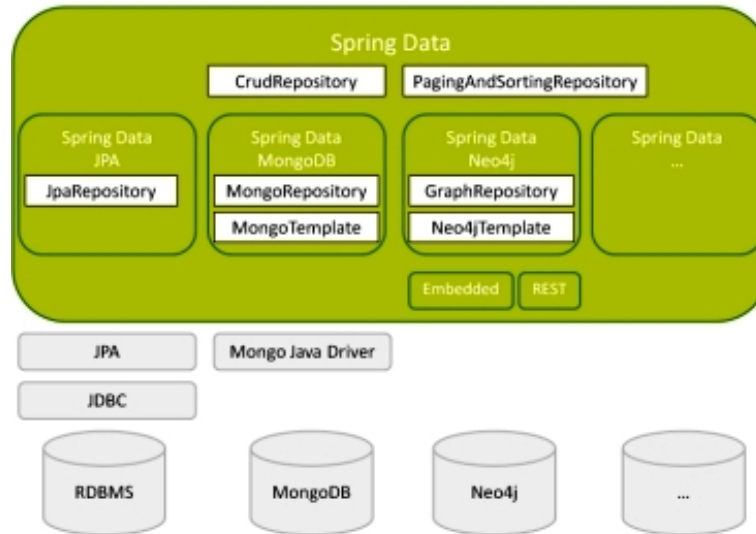 Spring Data
CrudRepository
PagingAndSortingRepository
Spring Data
JPA
JpaRepository
Spring Data
MongoDB
MongoRepository
MongoTemplate
Spring Data
Neo4j
GraphRepository
Neo4jTemplate
Spring Data
...
Embedded
REST
JPA
Mongo Java Driver
JDBC
RDBMS
MongoDB
Neo4j
...